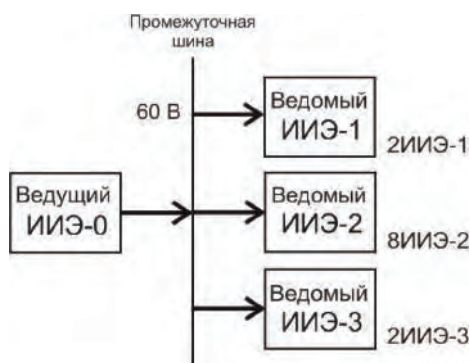 Промежуточная
шина
60 В
Ведомый
ИИЭ-1
2ИИЭ-1
Ведущий
ИИЭ-0
Ведомый
ИИЭ-2
8ИИЭ-2
Ведомый
ИИЭ-3
2ИИЭ-3